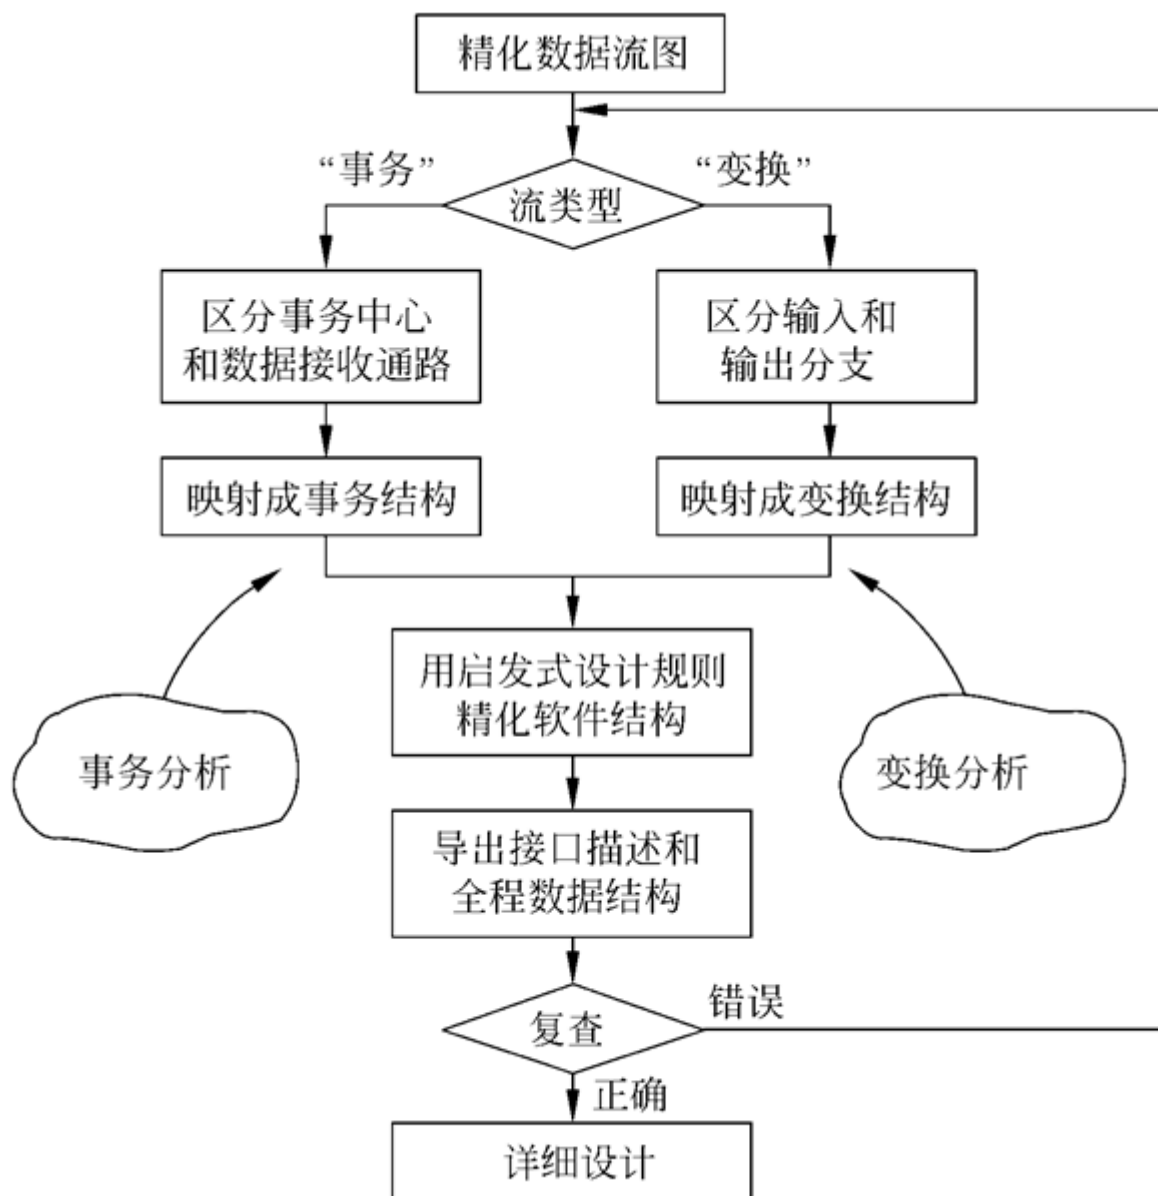 精化数据流图
“事务”
“变换”
流类型
区分事务中心
和数据接收通路
区分输入和
输出分支
映射成事务结构
映射成变换结构
用启发式设计规则
精化软件结构
事务分析
变换分析
导出接口描述和
全程数据结构
复查
错误
正确
详细设计